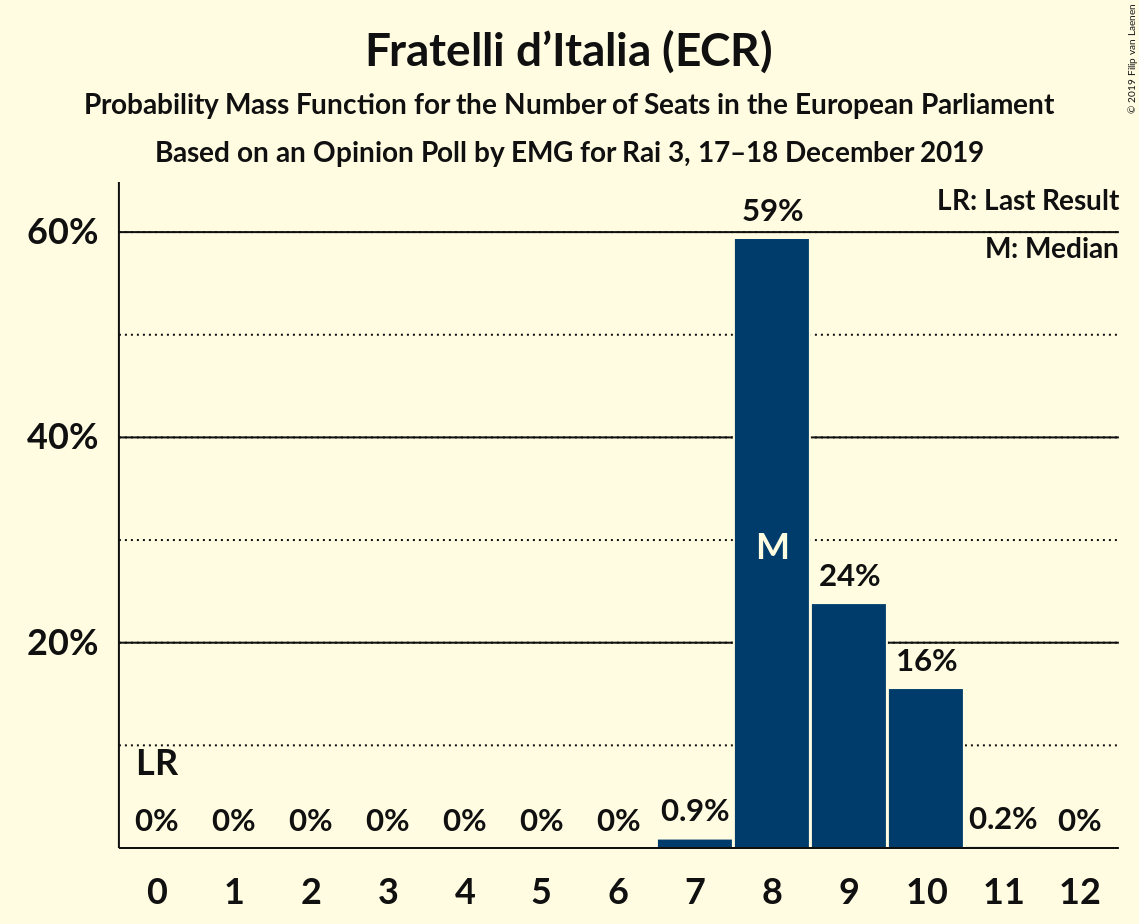 Fratelli d’Italia (ECR)
Probability Mass Function for the Number of Seats in the European Parliament
Based on an Opinion Poll by EMG for Rai 3, 17–18 December 2019
© 2019 Filip van Laenen
LR: Last Result
M: Median
60%
40%
20%
59%
M
24%
16%
LR
0%
0%
0%
0%
0%
0%
0%
0.9%
0.2%
0%
0 1 2 3 4 5 6 7 8 9 10 11 12